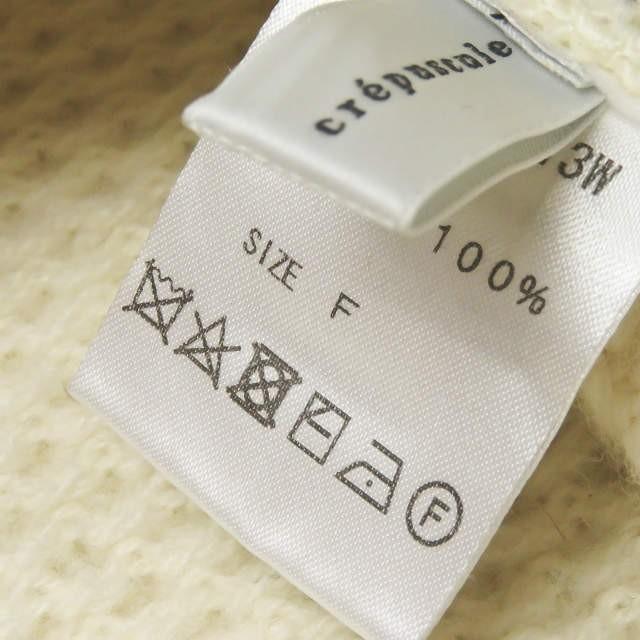 crépuscule
3W
100%
SIZE F
F